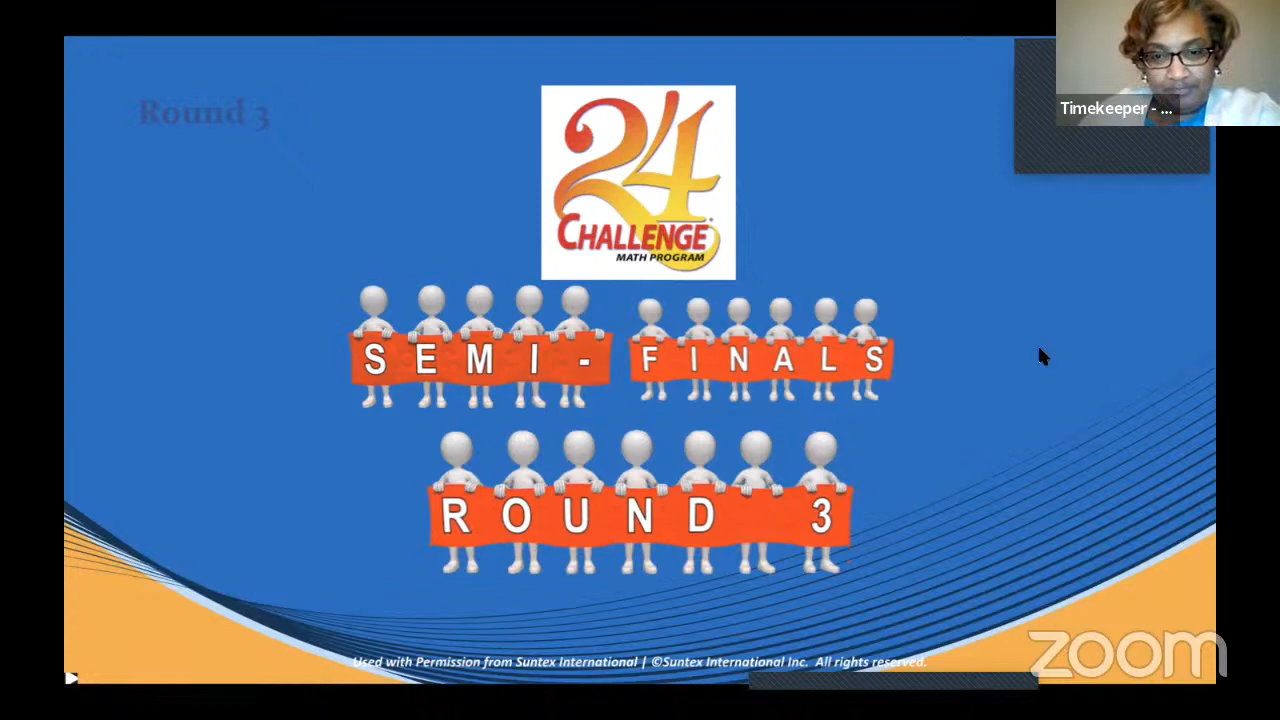 Timekeeper - ...
Round 3
24
CHALLENGE
MATH PROGRAM
SEMI-FINALS
ROUND 3
Used with Permission from Suntex International | ©Suntex International Inc. All rights reserved.
zoom